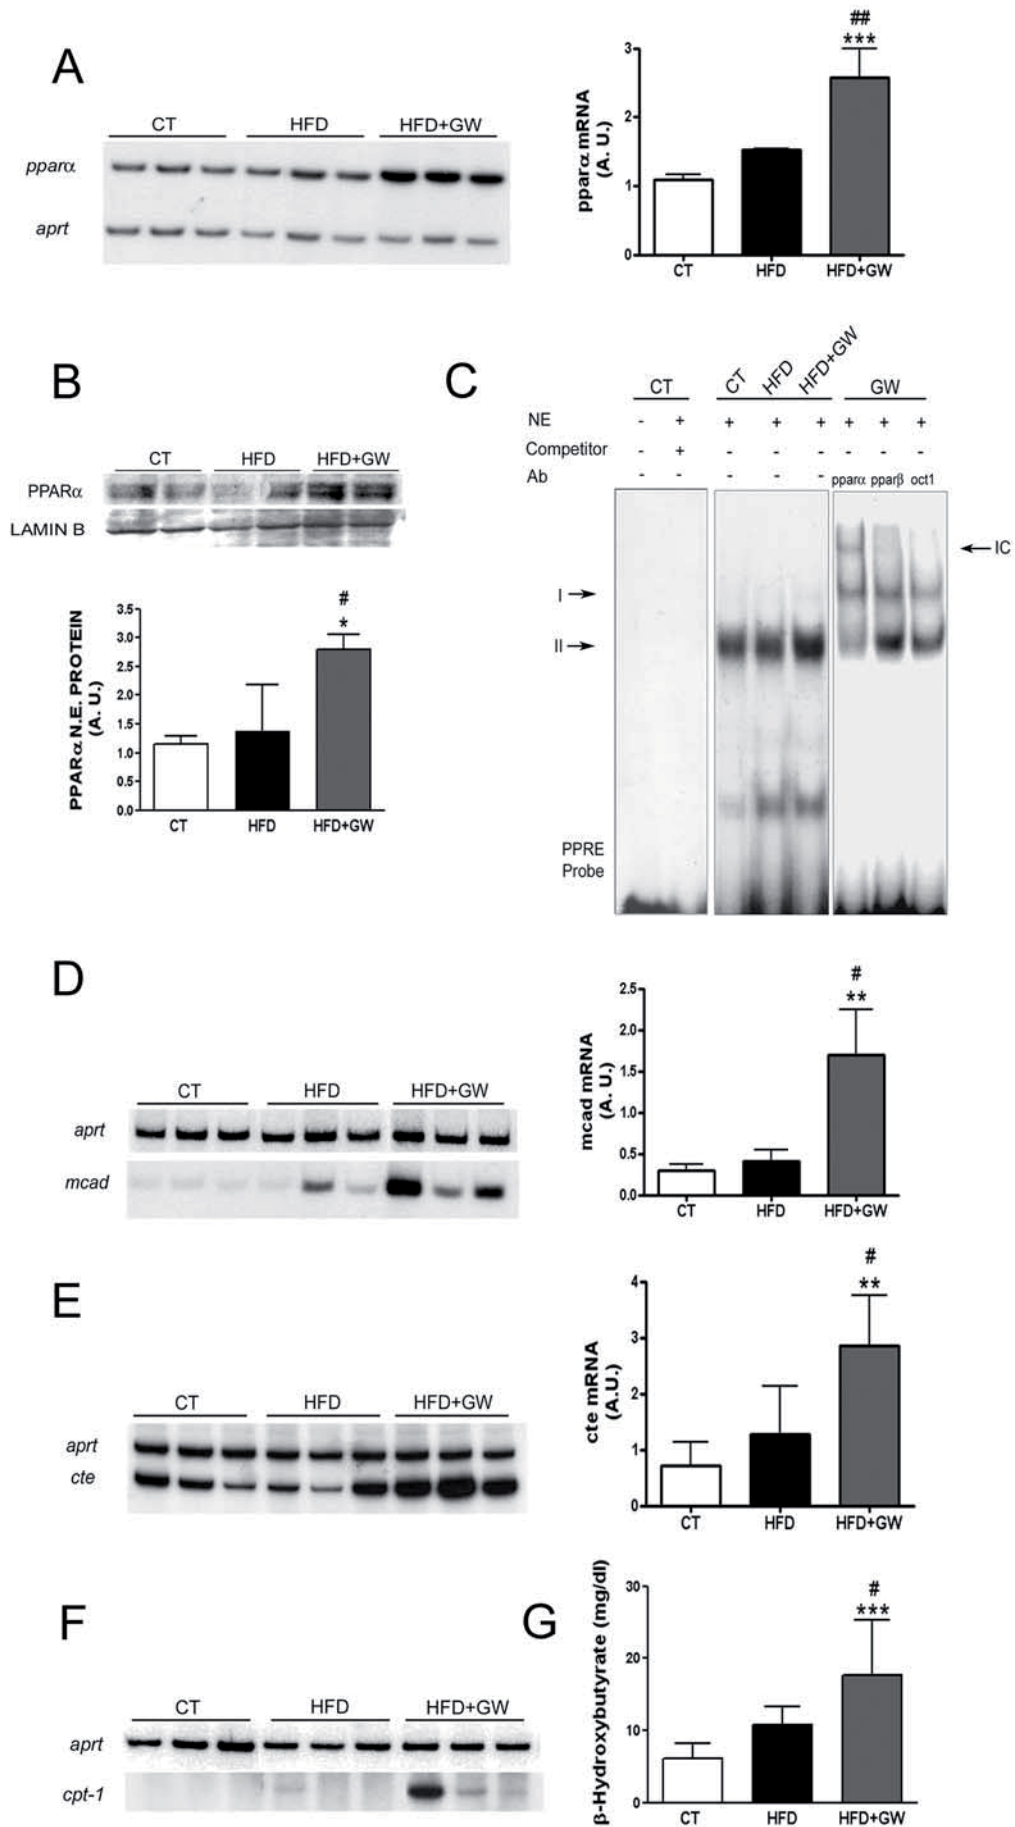 A
CT HFD HFD+GW
pparα
aprt
##
***
pparα mRNA
(A. U.)
3
2
1
0
CT HFD HFD+GW
B
CT HFD HFD+GW
PPARα
LAMIN B
#
*
PPARα N.E. PROTEIN
(A. U.)
3.5
3.0
2.5
2.0
1.5
1.0
0.5
0.0
CT HFD HFD+GW
C
CT CT HFD HFD+GW GW
NE - + + + + + + +
Competitor - + - - - - - -
Ab - - - - - pparα pparβ oct1
IC
I
II
PPRE
Probe
D
CT HFD HFD+GW
aprt
mcad
#
**
mcad mRNA
(A. U.)
2.5
2.0
1.5
1.0
0.5
0.0
CT HFD HFD+GW
E
CT HFD HFD+GW
aprt
cte
#
**
cte mRNA
(A.U.)
4
3
2
1
0
CT HFD HFD+GW
F
CT HFD HFD+GW
aprt
cpt-1
G
#
***
β-Hydroxybutyrate (mg/dl)
30
20
10
0
CT HFD HFD+GW